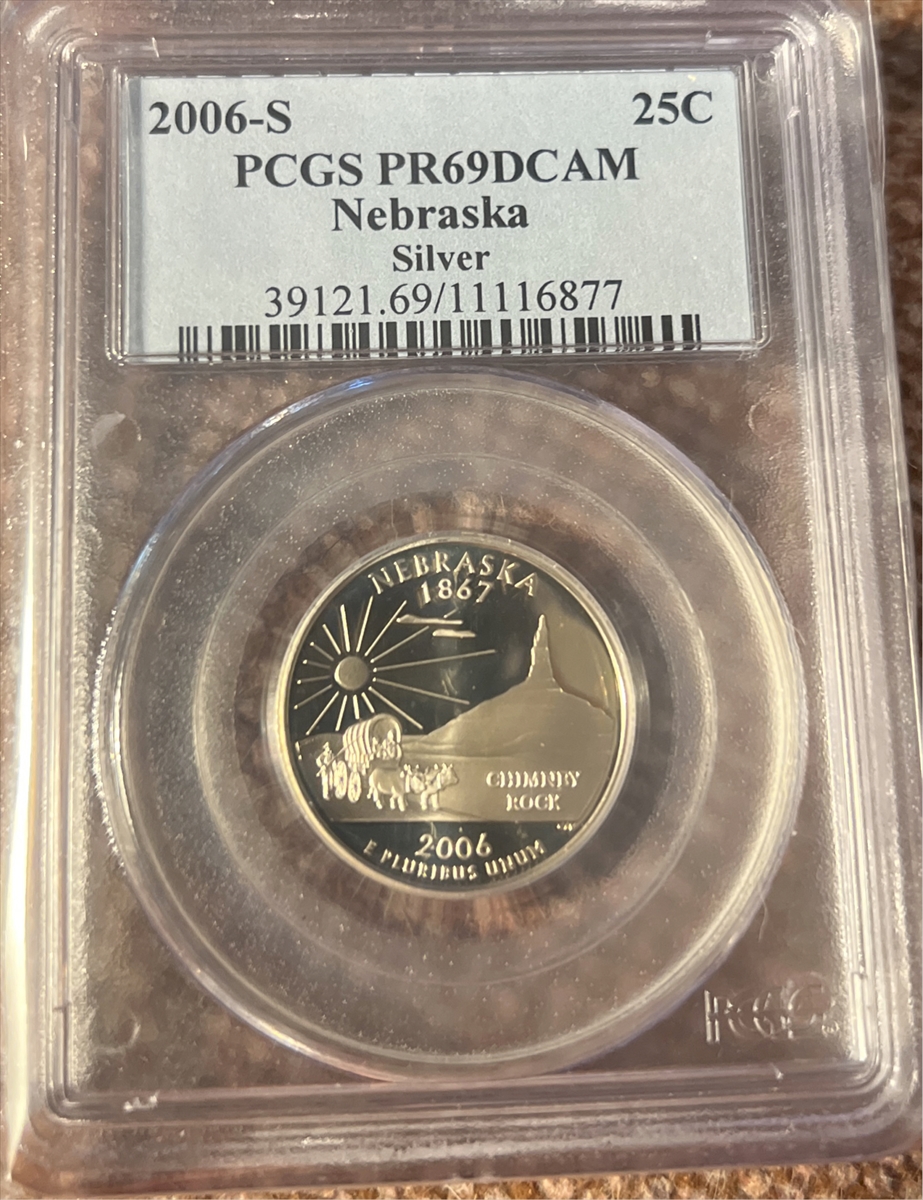 2006-S 25C
PCGS PR69DCAM
Nebraska
Silver
39121.69/11116877
NEBRASKA
1867
CHIMNEY
ROCK
2006
E PLURIBUS UNUM
PCGS